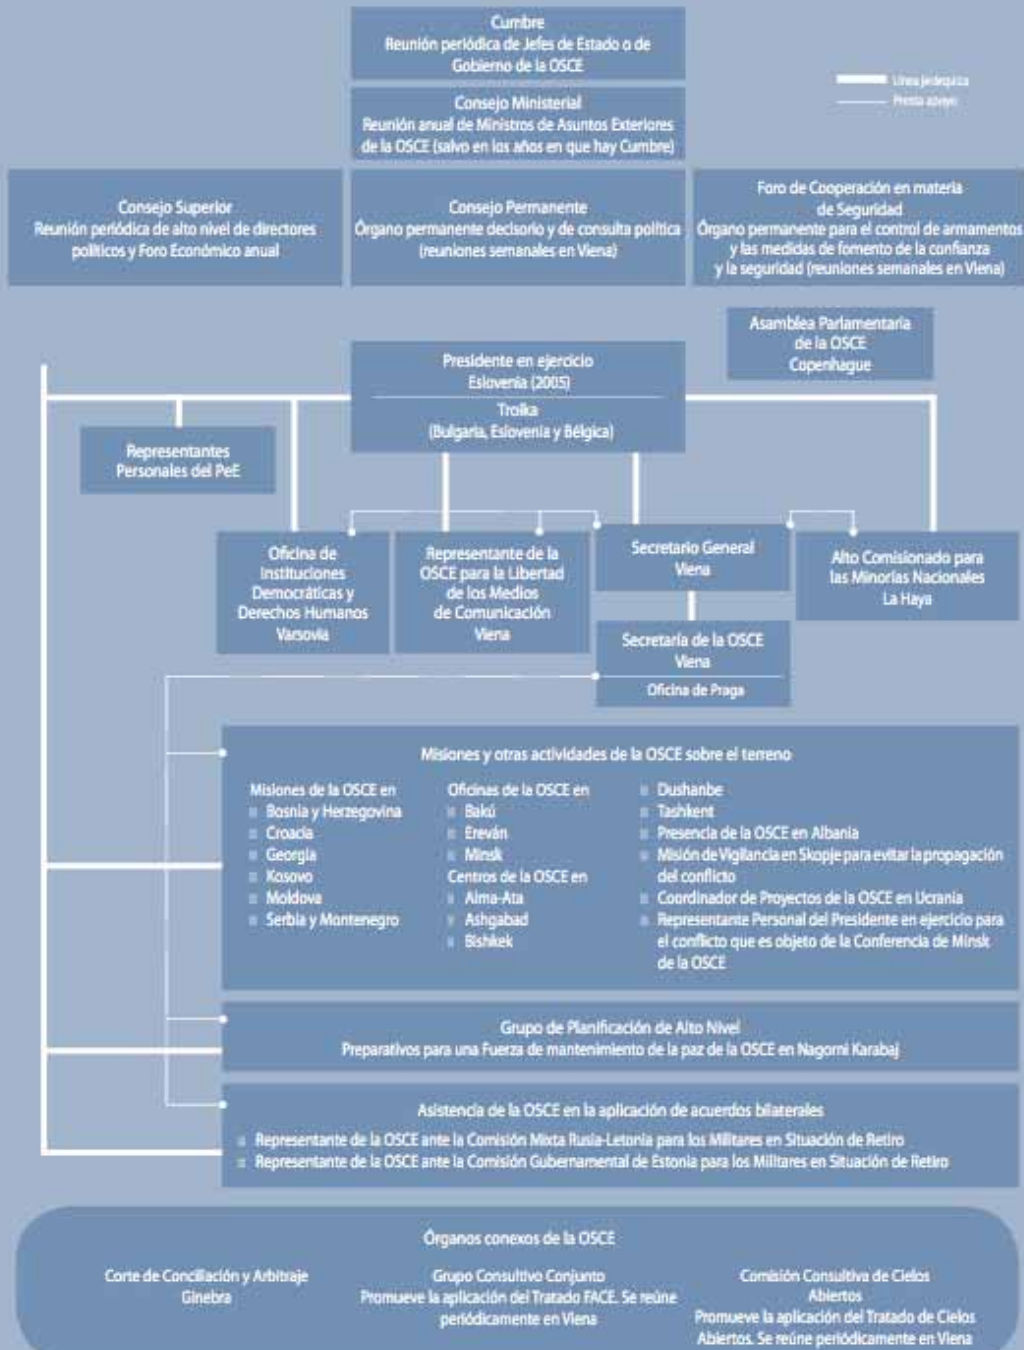 Cumbre
Reunión periódica de Jefes de Estado o de
Gobierno de la OSCE
Línea jerárquica
Presta apoyo
Consejo Ministerial
Reunión anual de Ministros de Asuntos Exteriores
de la OSCE (salvo en los años en que hay Cumbre)
Consejo Superior
Reunión periódica de alto nivel de directores
políticos y Foro Económico anual
Consejo Permanente
Órgano permanente decisorio y de consulta política
(reuniones semanales en Viena)
Foro de Cooperación en materia
de Seguridad
Órgano permanente para el control de armamentos
y las medidas de fomento de la confianza
y la seguridad (reuniones semanales en Viena)
Asamblea Parlamentaria
de la OSCE
Copenhague
Presidente en ejercicio
Eslovenia (2005)
Troika
(Bulgaria, Eslovenia y Bélgica)
Representantes
Personales del PeE
Oficina de
Instituciones
Democráticas y
Derechos Humanos
Varsovia
Representante de la
OSCE para la Libertad
de los Medios
de Comunicación
Viena
Secretario General
Viena
Alto Comisionado para
las Minorías Nacionales
La Haya
Secretaría de la OSCE
Viena
Oficina de Praga
Misiones y otras actividades de la OSCE sobre el terreno
Misiones de la OSCE en
Bosnia y Herzegovina
Croacia
Georgia
Kosovo
Moldova
Serbia y Montenegro
Oficinas de la OSCE en
Bakú
Ereván
Minsk
Centros de la OSCE en
Alma-Ata
Ashgabad
Bishkek
Dushanbe
Tashkent
Presencia de la OSCE en Albania
Misión de Vigilancia en Skopje para evitar la propagación
del conflicto
Coordinador de Proyectos de la OSCE en Ucrania
Representante Personal del Presidente en ejercicio para
el conflicto que es objeto de la Conferencia de Minsk
de la OSCE
Grupo de Planificación de Alto Nivel
Preparativos para una Fuerza de mantenimiento de la paz de la OSCE en Nagorni Karabaj
Asistencia de la OSCE en la aplicación de acuerdos bilaterales
Representante de la OSCE ante la Comisión Mixta Rusia-Letonia para los Militares en Situación de Retiro
Representante de la OSCE ante la Comisión Gubernamental de Estonia para los Militares en Situación de Retiro
Órganos conexos de la OSCE
Corte de Conciliación y Arbitraje
Ginebra
Grupo Consultivo Conjunto
Promueve la aplicación del Tratado FACE. Se reúne
periódicamente en Viena
Comisión Consultiva de Cielos
Abiertos
Promueve la aplicación del Tratado de Cielos
Abiertos. Se reúne periódicamente en Viena